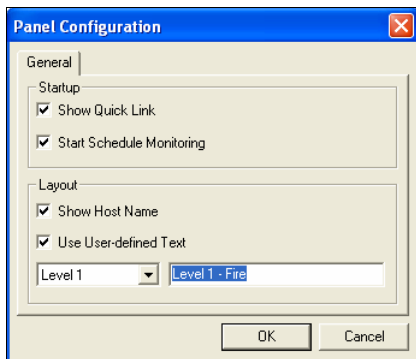 Panel Configuration
General
Startup
Show Quick Link
Start Schedule Monitoring
Layout
Show Host Name
Use User-defined Text
Level 1 Level 1 - Fire
OK Cancel